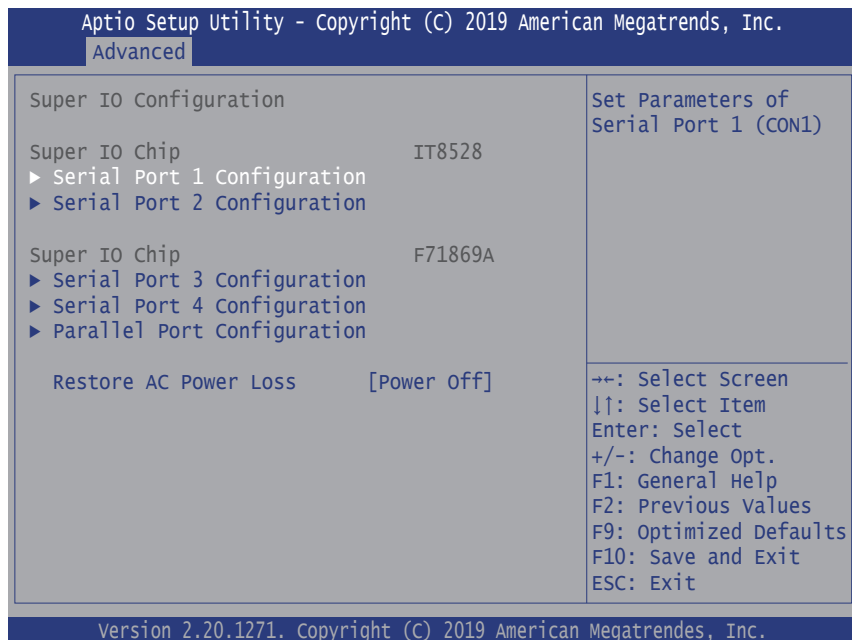 Aptio Setup Utility - Copyright (C) 2019 American Megatrends, Inc.
Advanced
Super IO Configuration
Super IO Chip IT8528
▶ Serial Port 1 Configuration
▶ Serial Port 2 Configuration
Super IO Chip F71869A
▶ Serial Port 3 Configuration
▶ Serial Port 4 Configuration
▶ Parallel Port Configuration
Restore AC Power Loss [Power Off]
Set Parameters of
Serial Port 1 (CON1)
→←: Select Screen
↓↑: Select Item
Enter: Select
+/-: Change Opt.
F1: General Help
F2: Previous Values
F9: Optimized Defaults
F10: Save and Exit
ESC: Exit
Version 2.20.1271. Copyright (C) 2019 American Megatrendes, Inc.